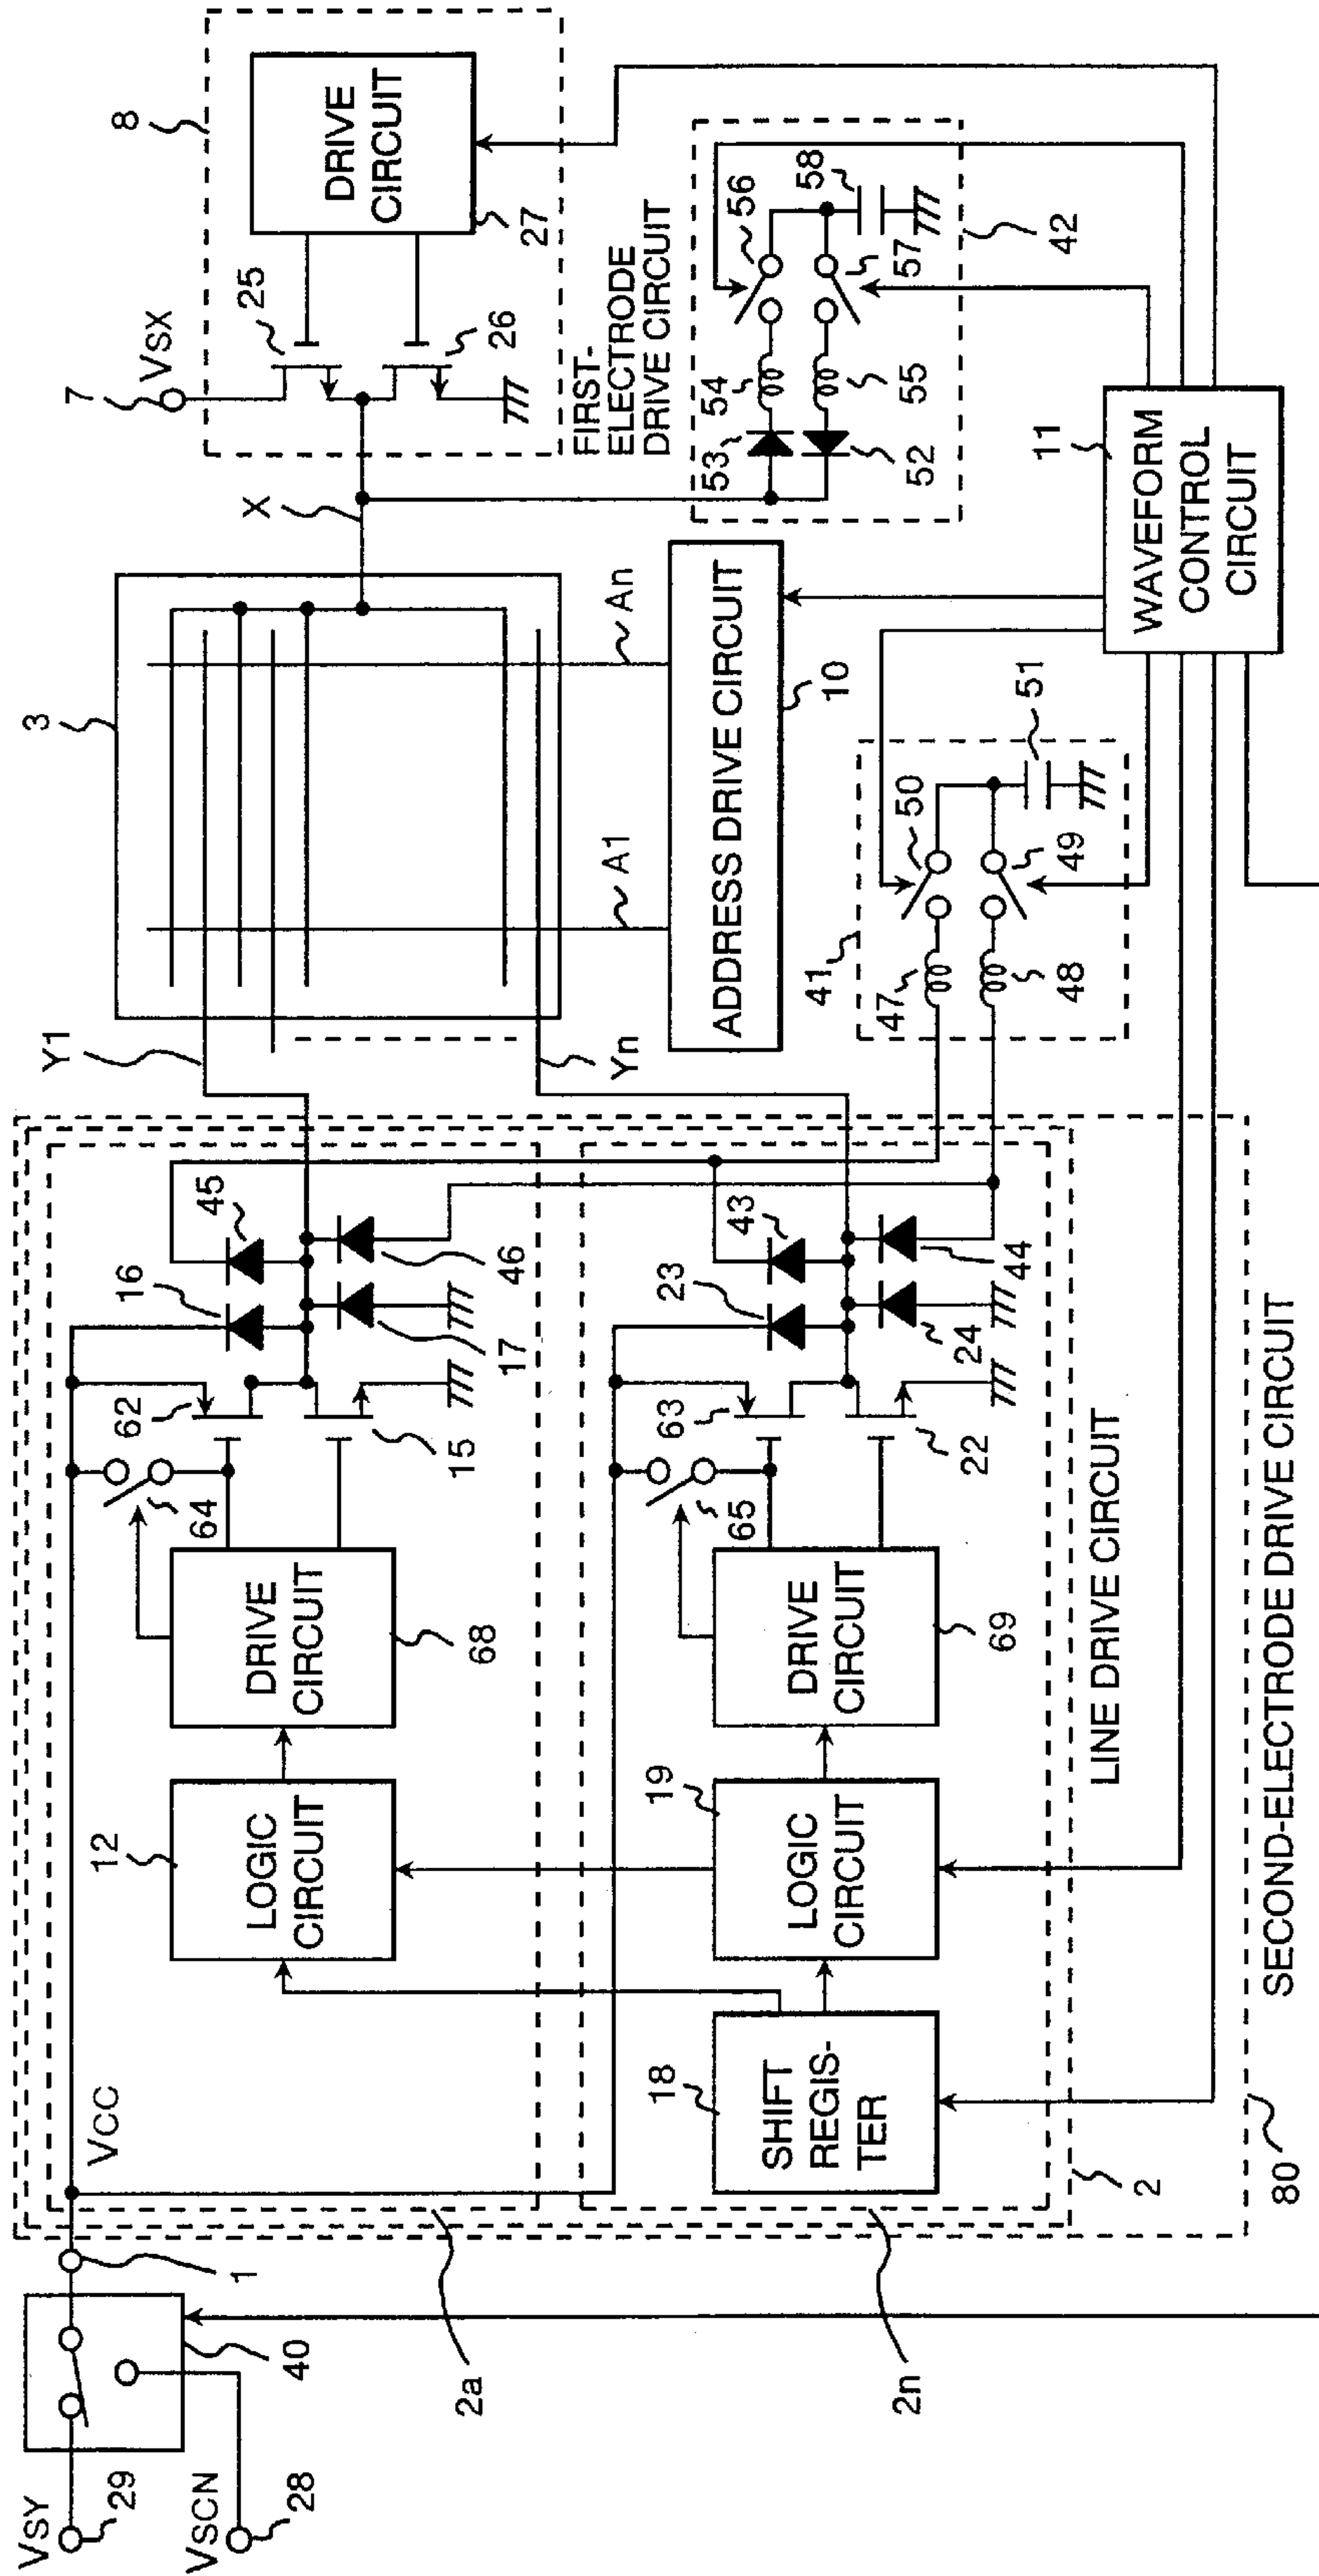 VSY
29
VSCN
28
40
1
VCC
2a
2n
12
LOGIC
CIRCUIT
68
DRIVE
CIRCUIT
64
62
16
45
15
17
46
18
SHIFT
REGIS-
TER
19
LOGIC
CIRCUIT
69
DRIVE
CIRCUIT
65
63
23
43
22
24
44
2
LINE DRIVE CIRCUIT
80
SECOND-ELECTRODE DRIVE CIRCUIT
Y1
Yn
3
A1
An
ADDRESS DRIVE CIRCUIT
10
41
47
48
50
49
51
X
7
VSX
8
25
26
DRIVE
CIRCUIT
27
FIRST-
ELECTRODE
DRIVE CIRCUIT
53
54
56
58
52
55
57
42
11
WAVEFORM
CONTROL
CIRCUIT